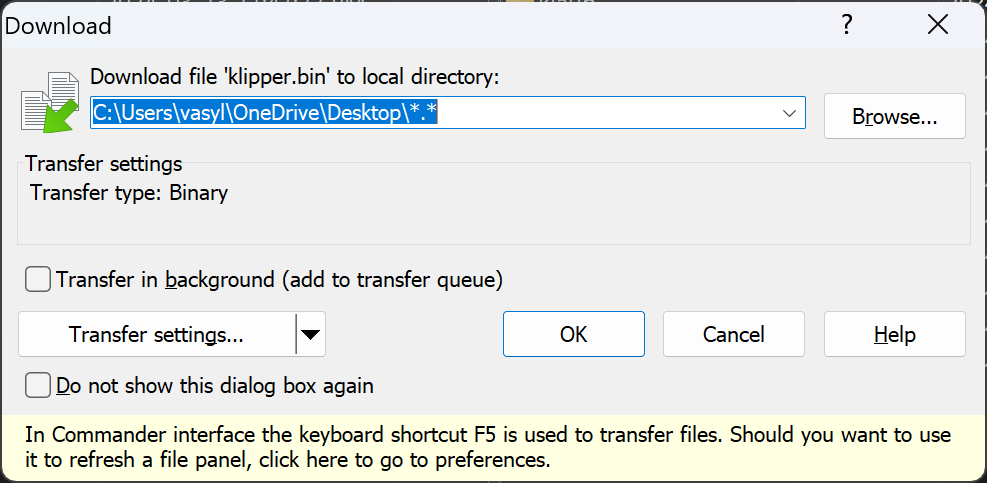 Download
?
Download file 'klipper.bin' to local directory:
C:\Users\vasyl\OneDrive\Desktop\*.*
Browse...
Transfer settings
Transfer type: Binary
Transfer in background (add to transfer queue)
Transfer settings...
OK
Cancel
Help
Do not show this dialog box again
In Commander interface the keyboard shortcut F5 is used to transfer files. Should you want to use
it to refresh a file panel, click here to go to preferences.